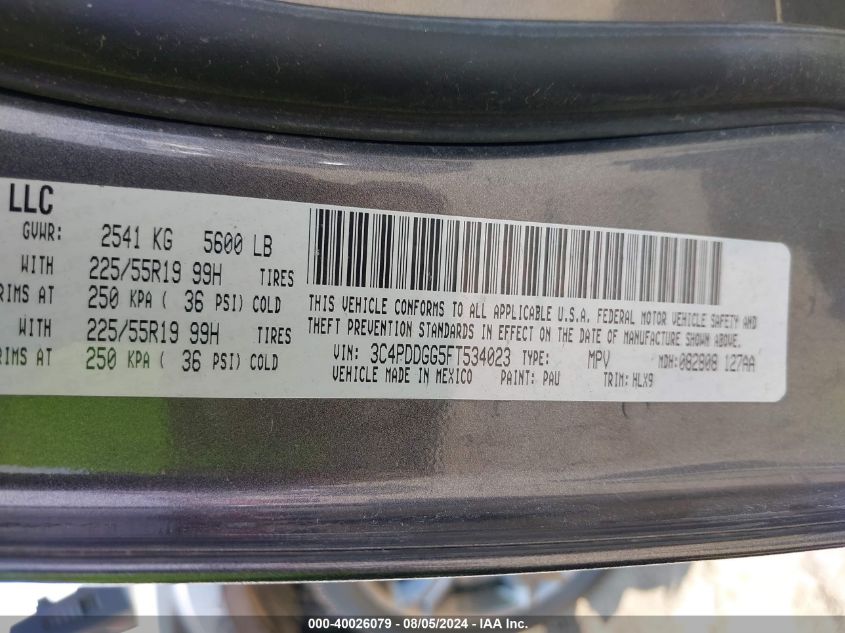 LLC
GVWR: 2541 KG 5600 LB
WITH 225/55R19 99H TIRES
RIMS AT 250 KPA ( 36 PSI) COLD
WITH 225/55R19 99H TIRES
RIMS AT 250 KPA ( 36 PSI) COLD
THIS VEHICLE CONFORMS TO ALL APPLICABLE U.S.A. FEDERAL MOTOR VEHICLE SAFETY AND
THEFT PREVENTION STANDARDS IN EFFECT ON THE DATE OF MANUFACTURE SHOWN ABOVE.
VIN: 3C4PDDGG5FT534023 TYPE: MPV MDH:082808 127AA
VEHICLE MADE IN MEXICO PAINT: PAU TRIM: HLX9
000-40026079 - 08/05/2024 - IAA Inc.